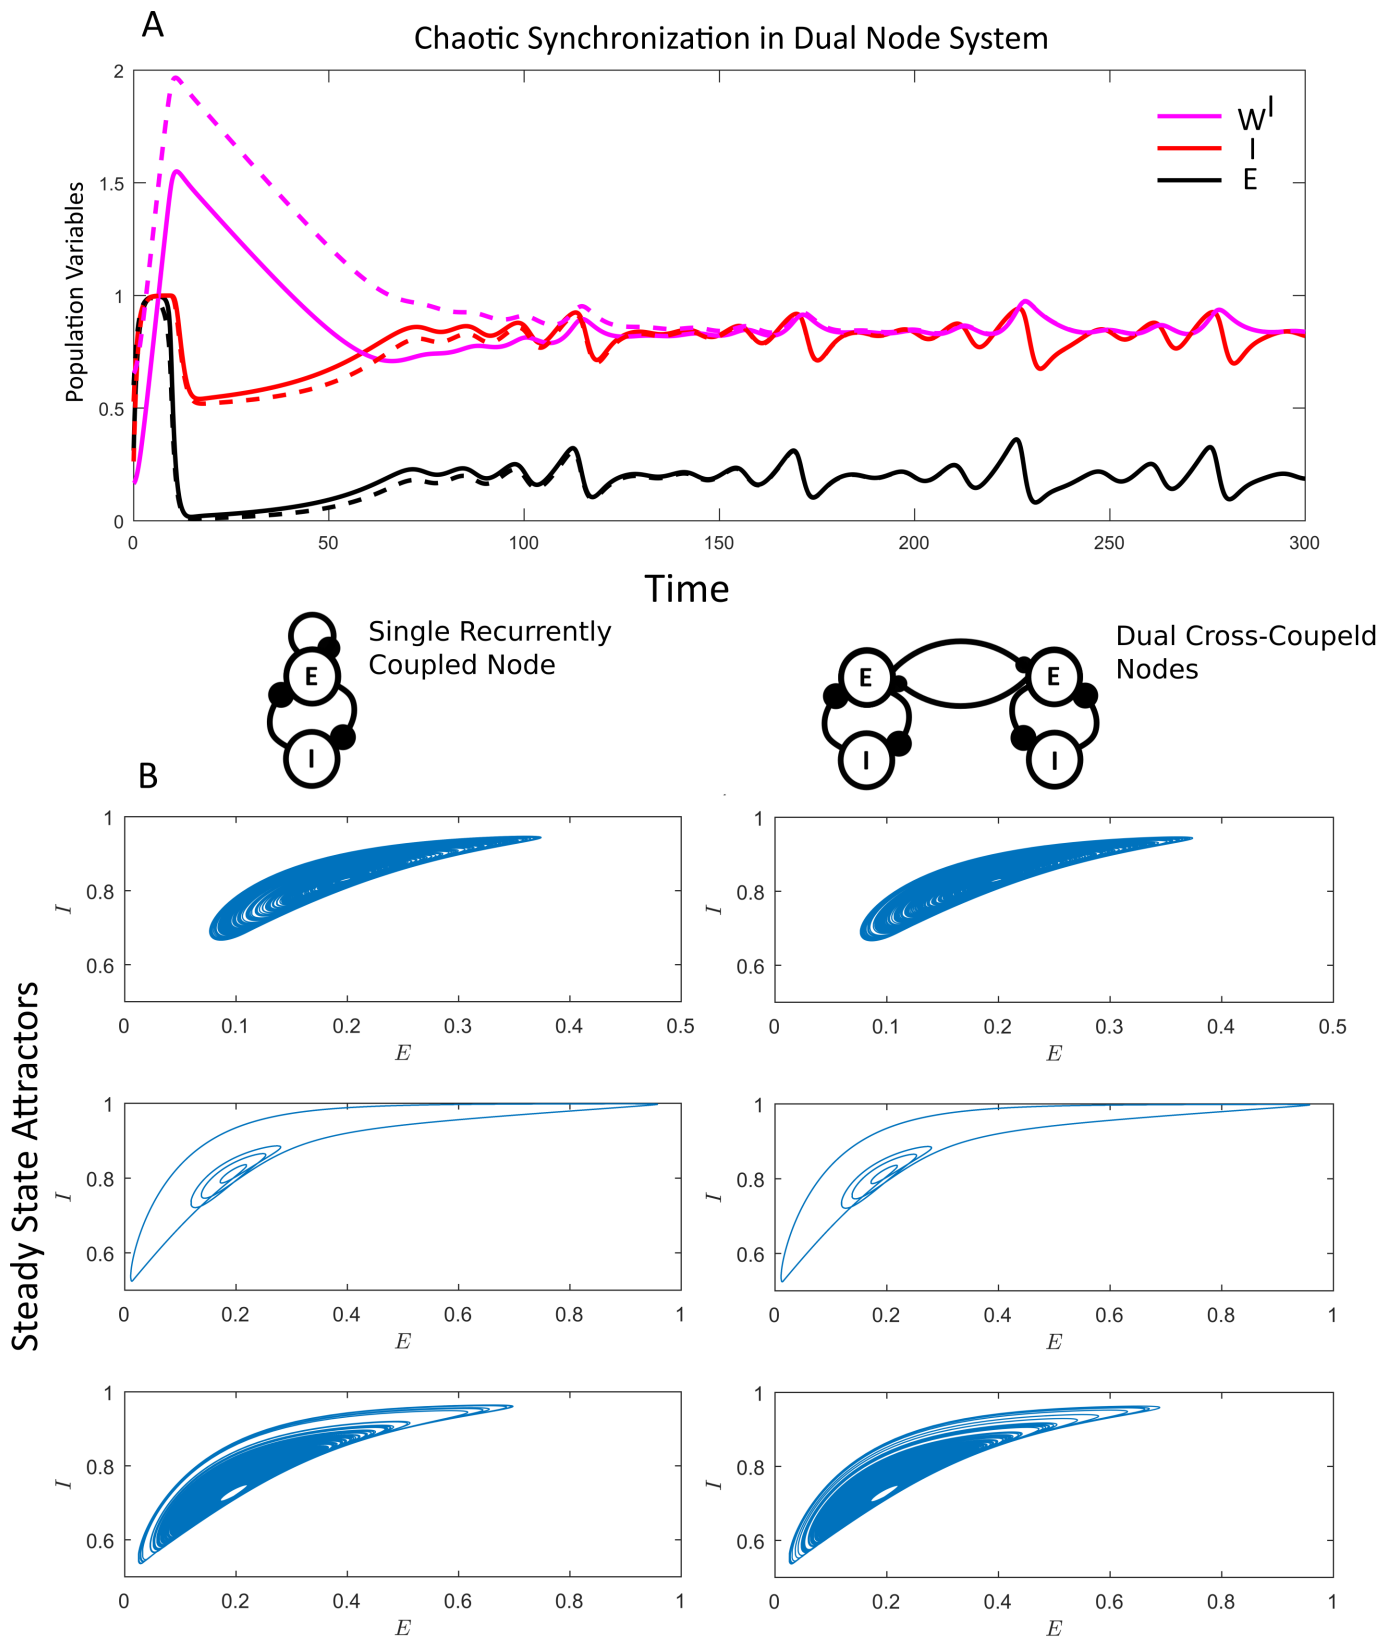 A
Chaotic Synchronization in Dual Node System
Population Variables
2
1.5
1
0.5
0
W^I
I
E
0 50 100 150 200 250 300
Time
Single Recurrently
Coupled Node
E
I
Dual Cross-Coupeld
Nodes
E E
I I
B
Steady State Attractors
1
0.8
0.6
I
0 0.1 0.2 0.3 0.4 0.5
E
1
0.8
0.6
I
0 0.1 0.2 0.3 0.4 0.5
E
1
0.8
0.6
I
0 0.2 0.4 0.6 0.8 1
E
1
0.8
0.6
I
0 0.2 0.4 0.6 0.8 1
E
1
0.8
0.6
I
0 0.2 0.4 0.6 0.8 1
E
1
0.8
0.6
I
0 0.2 0.4 0.6 0.8 1
E